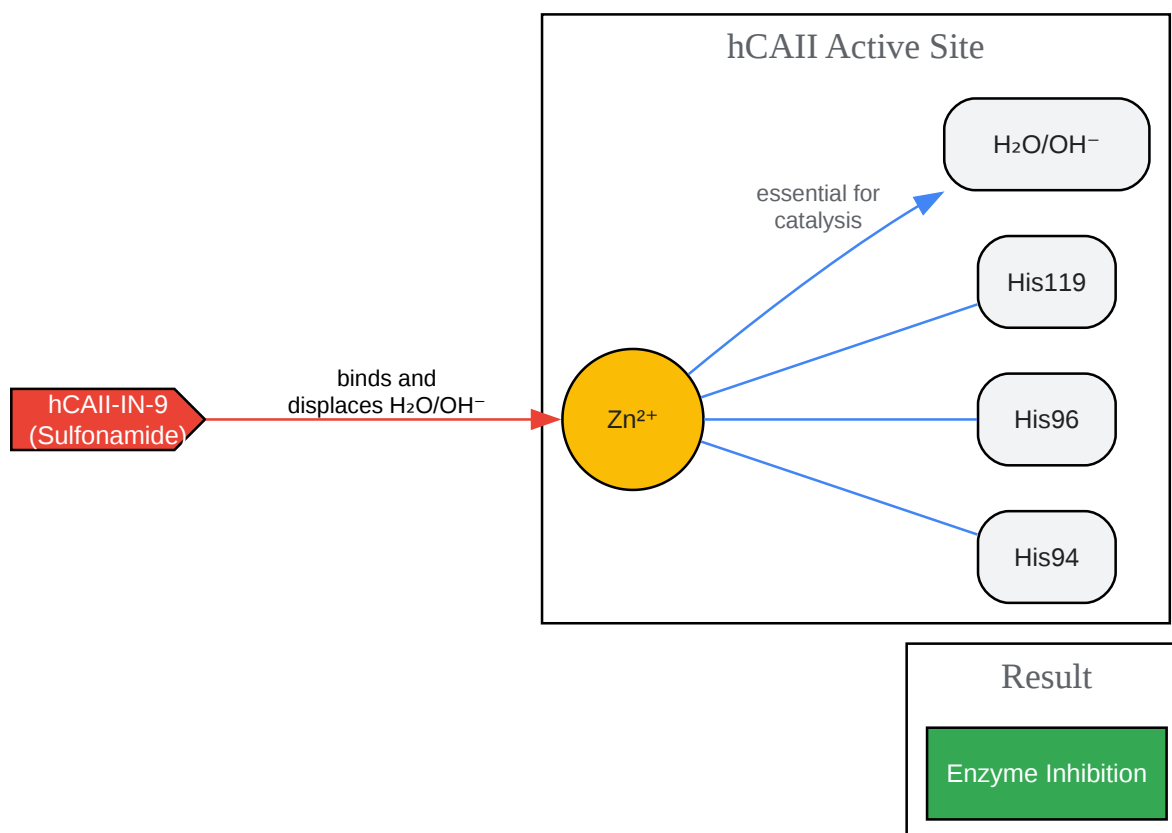 hCAII Active Site
H₂O/OH⁻
essential for
catalysis
His119
binds and
displaces H₂O/OH⁻
hCAII-IN-9
(Sulfonamide)
Zn²⁺
His96
His94
Result
Enzyme Inhibition